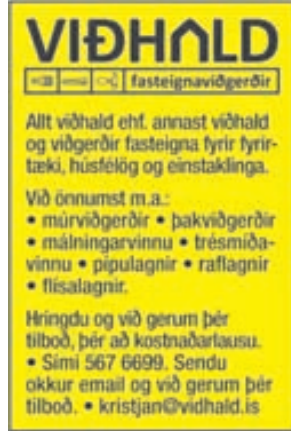 VIÐHALD
fasteignaviðgerðir
Allt viðhald ehf. annast viðhald
og viðgerðir fasteigna fyrir fyrir-
tæki, húsfélög og einstaklinga.
Við önnumst m.a.:
• múrviðgerðir • þakviðgerðir
• málningarvinnu • trésmíða-
vinnu • pípulagnir • raflagnir
• flísalagnir.
Hringdu og við gerum þér
tilboð, þér að kostnaðarlausu.
• Sími 567 6699. Sendu
okkur email og við gerum þér
tilboð. • kristjan@vidhald.is